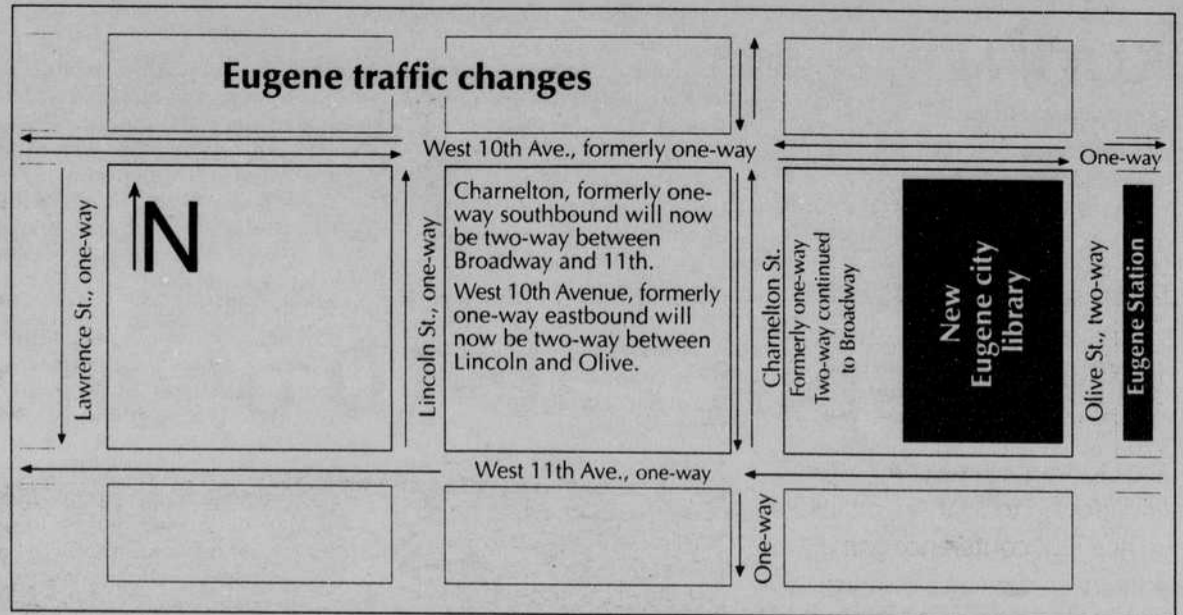 Eugene traffic changes
West 10th Ave., formerly one-way
One-way
Lawrence St., one-way
N
Lincoln St., one-way
Charnelton, formerly one-
way southbound will now
be two-way between
Broadway and 11th.
West 10th Avenue, formerly
one-way eastbound will
now be two-way between
Lincoln and Olive.
Charnelton St.
Formerly one-way
Two-way continued
to Broadway
New
Eugene city
library
Olive St., two-way
Eugene Station
West 11th Ave., one-way
One-way